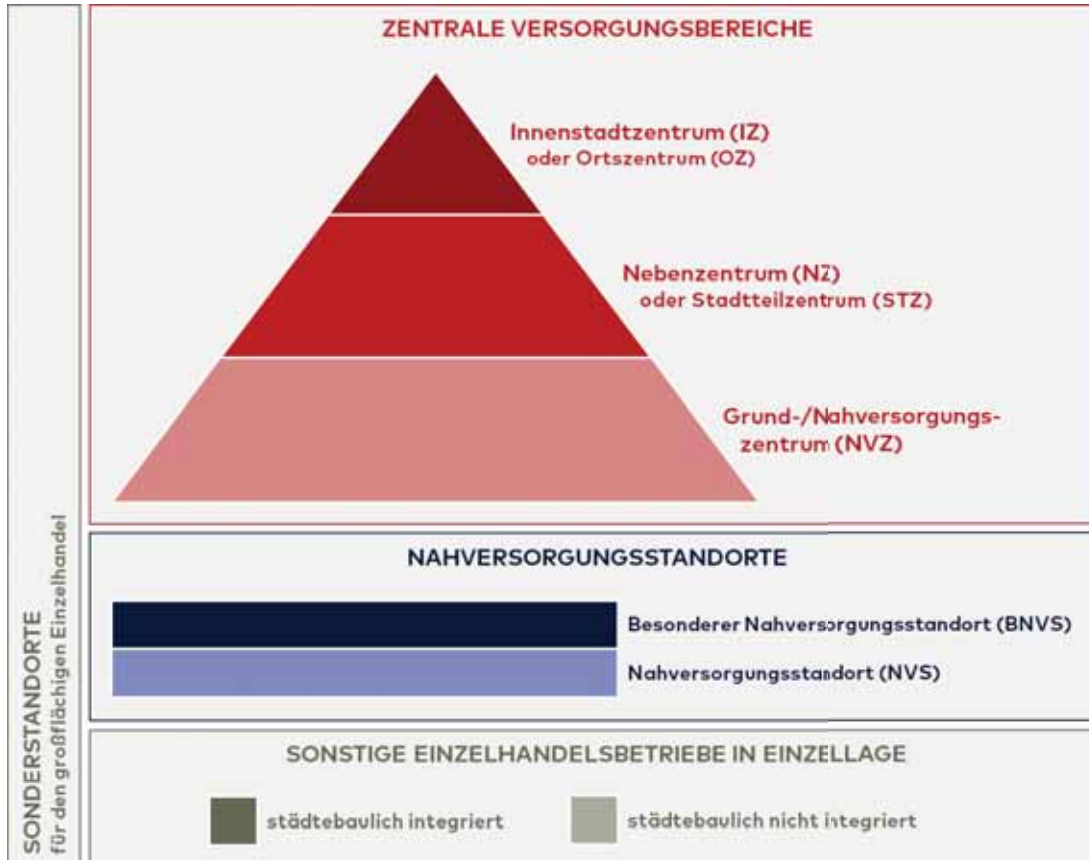 ZENTRALE VERSORGUNGSBEREICHE
Innenstadtzentrum (IZ)
oder Ortszentrum (OZ)
Nebenzentrum (NZ)
oder Stadtteilzentrum (STZ)
Grund-/Nahversorgungs-
zentrum (NVZ)
NAHVERSORGUNGSSTANDORTE
Besonderer Nahversorgungsstandort (BNVS)
Nahversorgungsstandort (NVS)
SONSTIGE EINZELHANDELSBETRIEBE IN EINZELLAGE
städtebaulich integriert
städtebaulich nicht integriert
SONDERSTANDORTE
für den großflächigen Einzelhandel